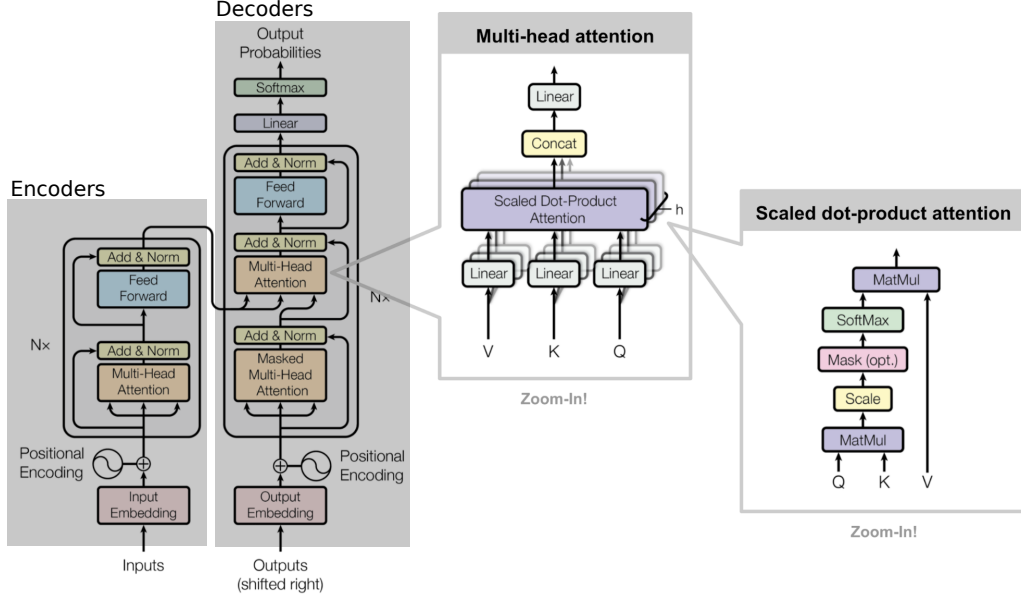 Decoders
Output
Probabilities
Softmax
Linear
Add & Norm
Feed
Forward
Add & Norm
Multi-Head
Attention
N×
Add & Norm
Masked
Multi-Head
Attention
Positional
Encoding
Output
Embedding
Outputs
(shifted right)
Encoders
Add & Norm
Feed
Forward
N×
Add & Norm
Multi-Head
Attention
Positional
Encoding
Input
Embedding
Inputs
Multi-head attention
Linear
Concat
Scaled Dot-Product
Attention
h
Linear
Linear
Linear
V
K
Q
Zoom-In!
Scaled dot-product attention
MatMul
SoftMax
Mask (opt.)
Scale
MatMul
Q
K
V
Zoom-In!